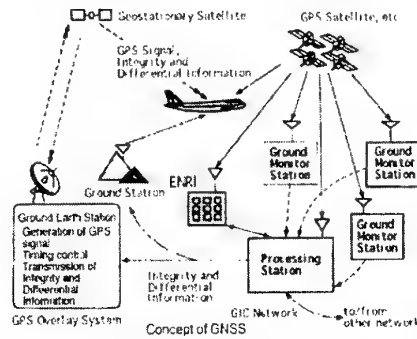 Geostationary Satellite
GPS Satellite, etc
GPS Signal,
Integrity and
Differential Information
Ground
Monitor
Station
Ground
Monitor
Station
ENRI
Ground Station
Ground
Monitor
Station
Ground Earth Station
Generation of GPS
signal
Timing control
Transmission of
Integrity and
Differential
Information
Processing
Station
Integrity and
Differential
Information
GIC Network
to/from
other network
GPS Overlay System
Concept of GNSS